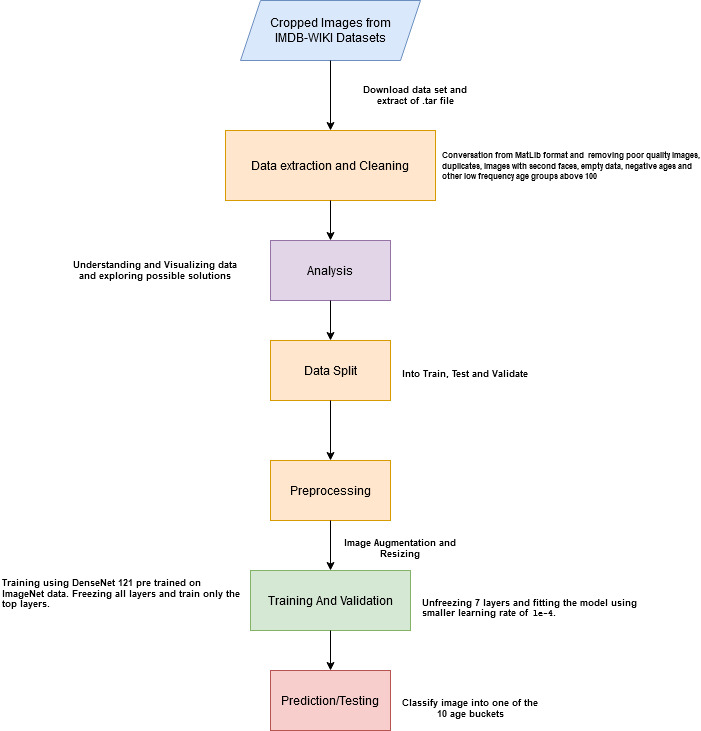 Cropped Images from
IMDB-WIKI Datasets
Download data set and
extract of .tar file
Data extraction and Cleaning
Conversation from MatLib format and removing poor quality images,
duplicates, images with second faces, empty data, negative ages and
other low frequency age groups above 100
Understanding and Visualizing data
and exploring possible solutions
Analysis
Data Split
Into Train, Test and Validate
Preprocessing
Image Augmentation and
Resizing
Training using DenseNet 121 pre trained on
ImageNet data. Freezing all layers and train only the
top layers.
Training And Validation
Unfreezing 7 layers and fitting the model using
smaller learning rate of 1e-4.
Prediction/Testing
Classify image into one of the
10 age buckets